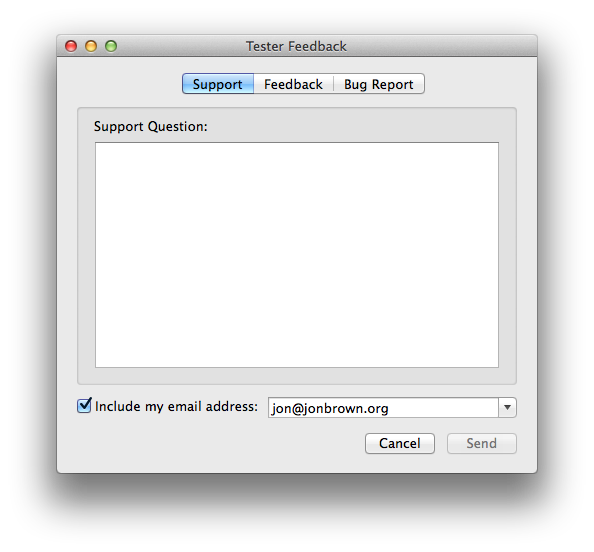 Tester Feedback
Support Feedback Bug Report
Support Question:
Include my email address: jon@jonbrown.org
Cancel Send